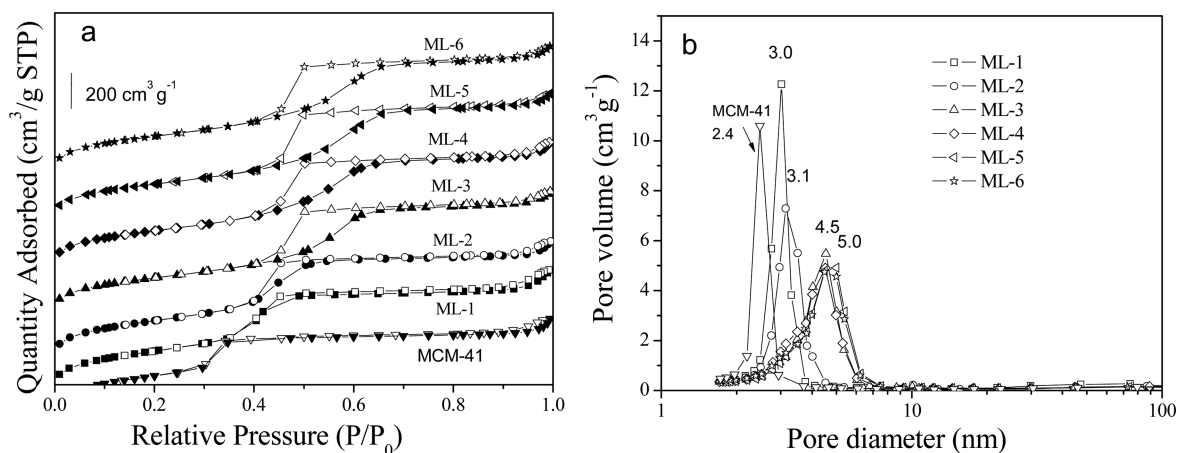 a
Quantity Adsorbed (cm³/g STP)
200 cm³ g⁻¹
ML-6
ML-5
ML-4
ML-3
ML-2
ML-1
MCM-41
0.0 0.2 0.4 0.6 0.8 1.0
Relative Pressure (P/P₀)
b
Pore volume (cm³ g⁻¹)
14
12
10
8
6
4
2
0
3.0
MCM-41
2.4
3.1
4.5
5.0
ML-1
ML-2
ML-3
ML-4
ML-5
ML-6
1 10 100
Pore diameter (nm)